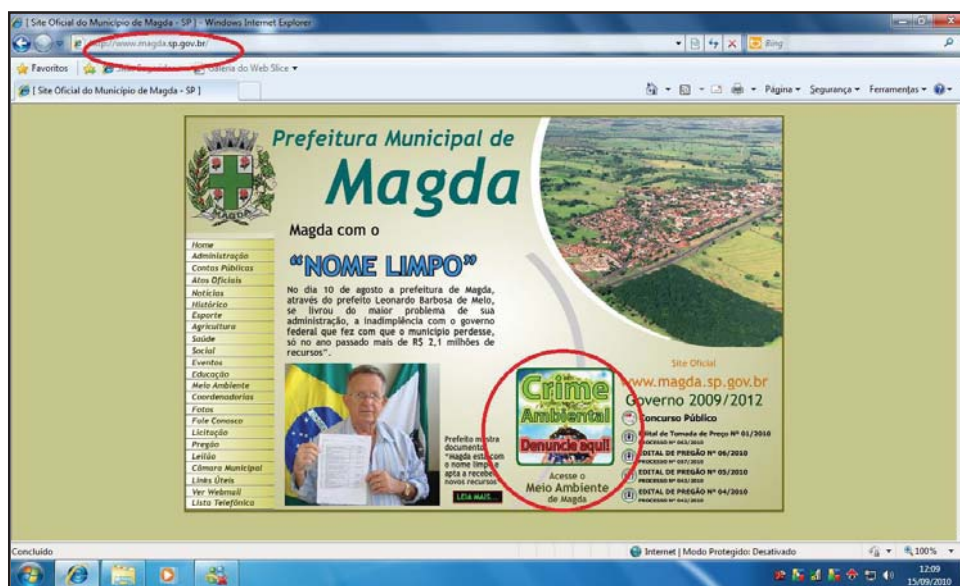 [ Site Oficial do Município de Magda - SP ] - Windows Internet Explorer
http://www.magda.sp.gov.br/
Bing
Favoritos
Galeria do Web Slice
[ Site Oficial do Município de Magda - SP ]
Página Segurança Ferramentas
Prefeitura Municipal de
Magda
MAGDA
Magda com o
“NOME LIMPO”
No dia 10 de agosto a prefeitura de Magda,
através do prefeito Leonardo Barbosa de Melo,
se livrou do maior problema de sua
administração, a inadimplência com o governo
federal que fez com que o município perdesse,
só no ano passado mais de R$ 2,1 milhões de
recursos”.
Home
Administração
Contas Públicas
Atos Oficiais
Notícias
Histórico
Esporte
Agricultura
Saúde
Social
Eventos
Educação
Meio Ambiente
Coordenadorias
Fotos
Fale Conosco
Licitação
Pregão
Leilão
Câmara Municipal
Links Úteis
Ver Webmail
Lista Telefônica
Prefeito mostra
documento
"Magda está com
o nome limpo e
apta a receber
novos recursos"
LEIA MAIS...
Crime
Ambiental
Denuncie aqui!
Acesse o
Meio Ambiente
de Magda
Site Oficial
www.magda.sp.gov.br
Governo 2009/2012
Concurso Público
Edital de Tomada de Preço Nº 01/2010
EDITAL DE PREGÃO Nº 06/2010
EDITAL DE PREGÃO Nº 05/2010
EDITAL DE PREGÃO Nº 04/2010
Concluído
Internet | Modo Protegido: Desativado
100%
12:09
15/09/2010